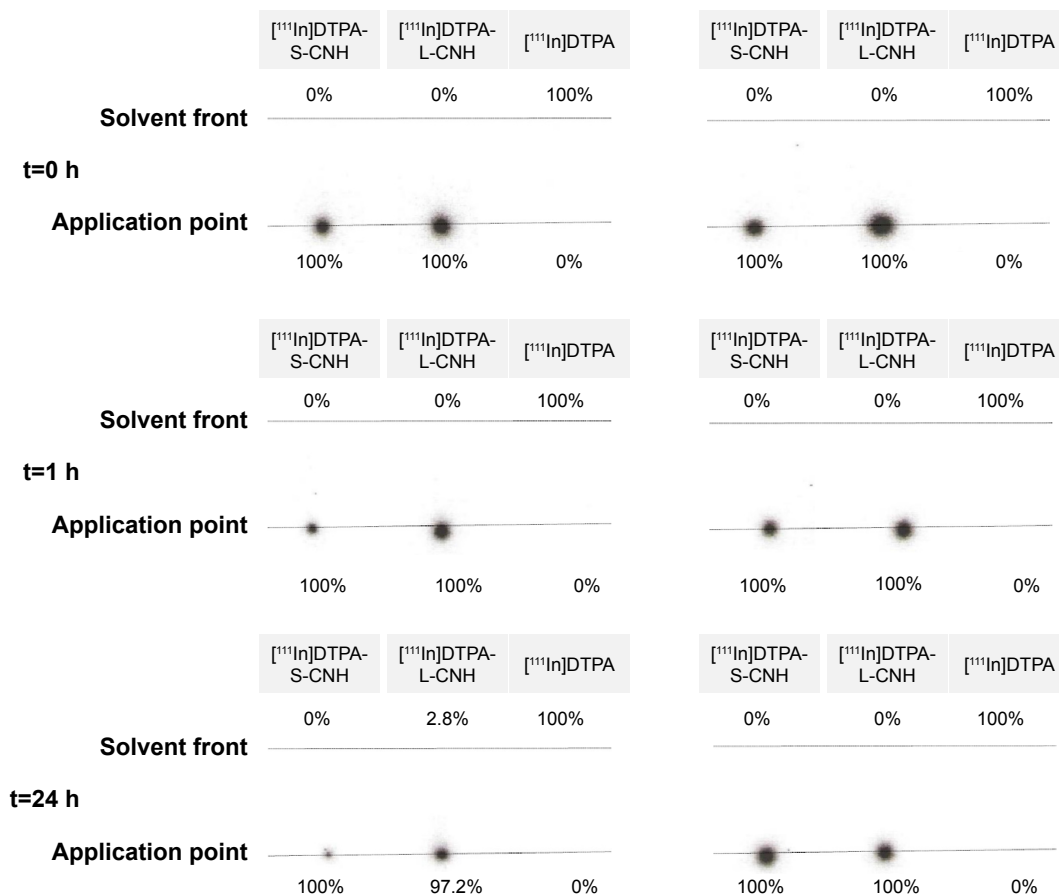 [¹¹¹In]DTPA-S-CNH [¹¹¹In]DTPA-L-CNH [¹¹¹In]DTPA [¹¹¹In]DTPA-S-CNH [¹¹¹In]DTPA-L-CNH [¹¹¹In]DTPA
0% 0% 100% 0% 0% 100%
Solvent front
t=0 h
Application point
100% 100% 0% 100% 100% 0%
[¹¹¹In]DTPA-S-CNH [¹¹¹In]DTPA-L-CNH [¹¹¹In]DTPA [¹¹¹In]DTPA-S-CNH [¹¹¹In]DTPA-L-CNH [¹¹¹In]DTPA
0% 0% 100% 0% 0% 100%
Solvent front
t=1 h
Application point
100% 100% 0% 100% 100% 0%
[¹¹¹In]DTPA-S-CNH [¹¹¹In]DTPA-L-CNH [¹¹¹In]DTPA [¹¹¹In]DTPA-S-CNH [¹¹¹In]DTPA-L-CNH [¹¹¹In]DTPA
0% 2.8% 100% 0% 0% 100%
Solvent front
t=24 h
Application point
100% 97.2% 0% 100% 100% 0%